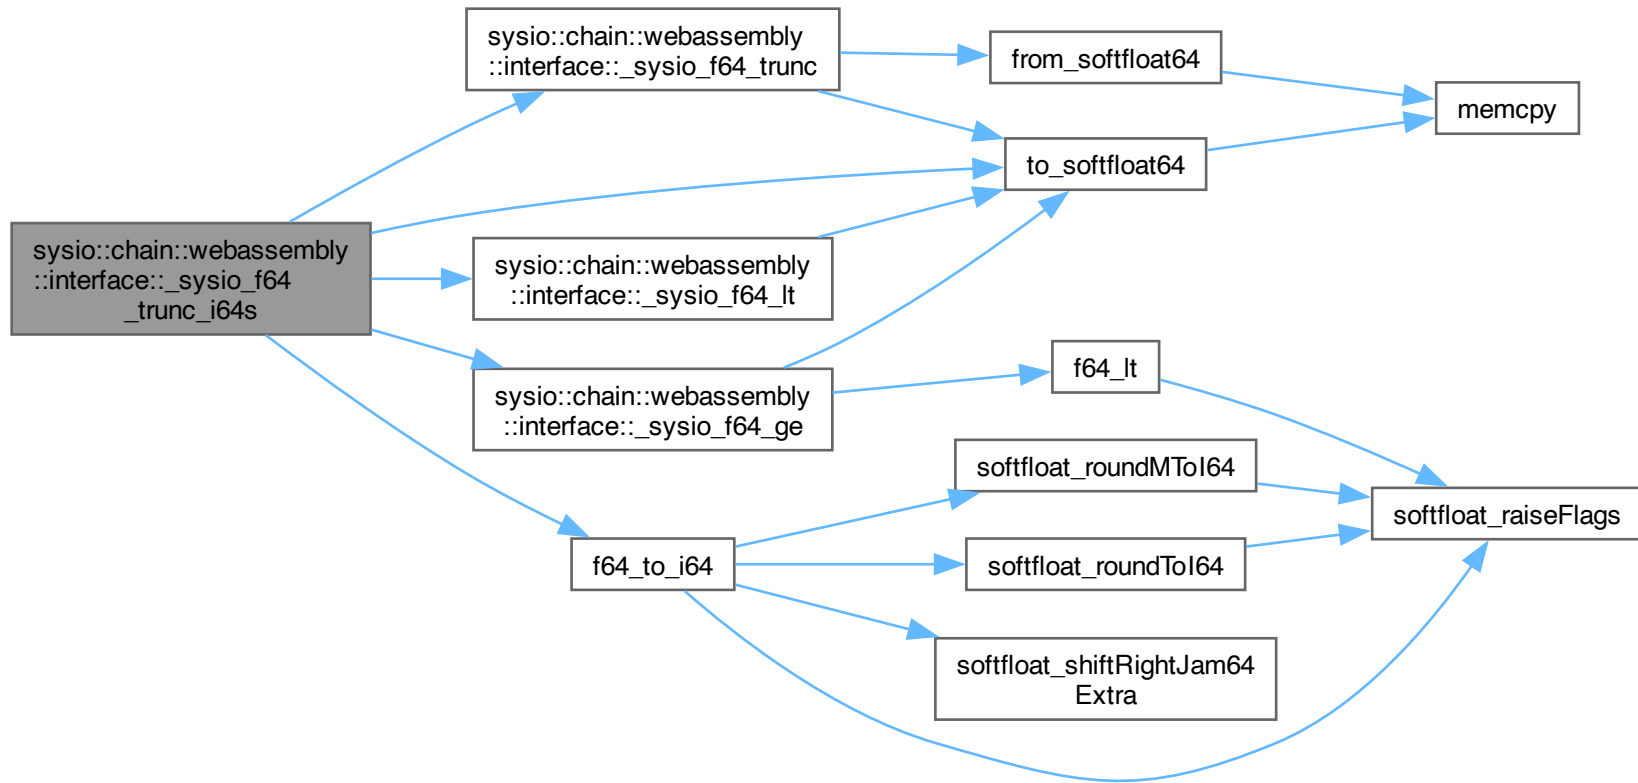 sysio::chain::webassembly
::interface::_sysio_f64_trunc
from_softfloat64
memcpy
to_softfloat64
sysio::chain::webassembly
::interface::_sysio_f64
_trunc_i64s
sysio::chain::webassembly
::interface::_sysio_f64_lt
f64_lt
sysio::chain::webassembly
::interface::_sysio_f64_ge
softfloat_roundMToI64
softfloat_raiseFlags
f64_to_i64
softfloat_roundToI64
softfloat_shiftRightJam64
Extra